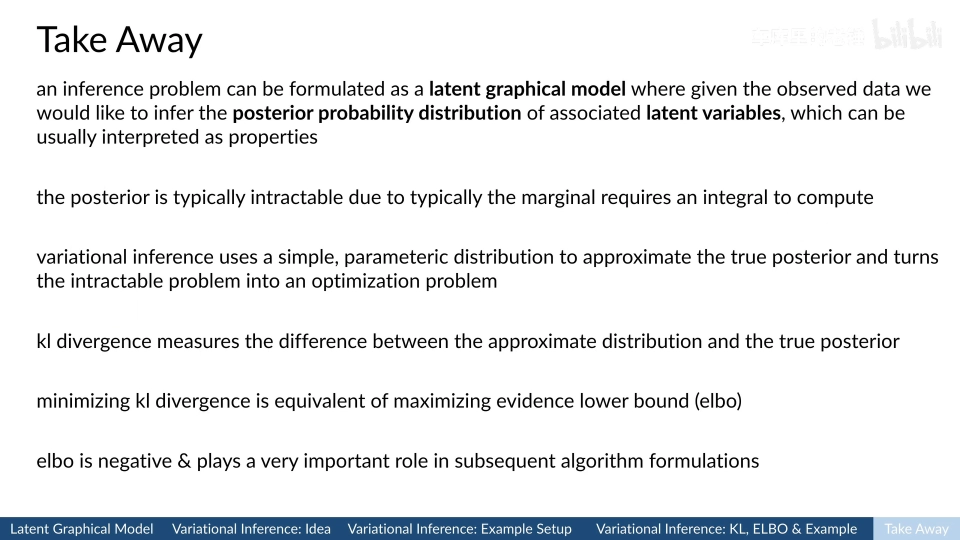 Take Away
bilibili
an inference problem can be formulated as a latent graphical model where given the observed data we
would like to infer the posterior probability distribution of associated latent variables, which can be
usually interpreted as properties
the posterior is typically intractable due to typically the marginal requires an integral to compute
variational inference uses a simple, parameteric distribution to approximate the true posterior and turns
the intractable problem into an optimization problem
kl divergence measures the difference between the approximate distribution and the true posterior
minimizing kl divergence is equivalent of maximizing evidence lower bound (elbo)
elbo is negative & plays a very important role in subsequent algorithm formulations
Latent Graphical Model Variational Inference: Idea Variational Inference: Example Setup Variational Inference: KL, ELBO & Example Take Away